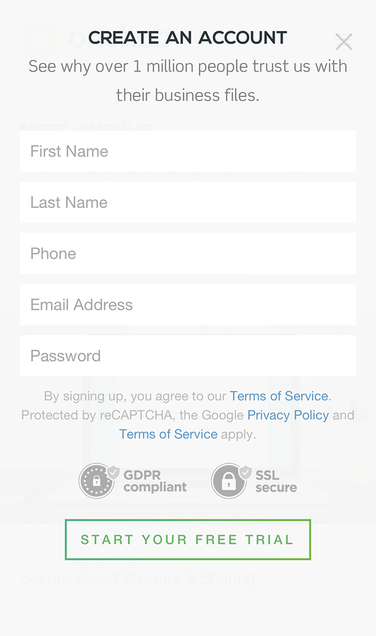 CREATE AN ACCOUNT
See why over 1 million people trust us with
their business files.
First Name
Last Name
Phone
Email Address
Password
By signing up, you agree to our Terms of Service.
Protected by reCAPTCHA, the Google Privacy Policy and
Terms of Service apply.
GDPR
compliant
SSL
secure
START YOUR FREE TRIAL
Secure Cloud Storage & Sharing